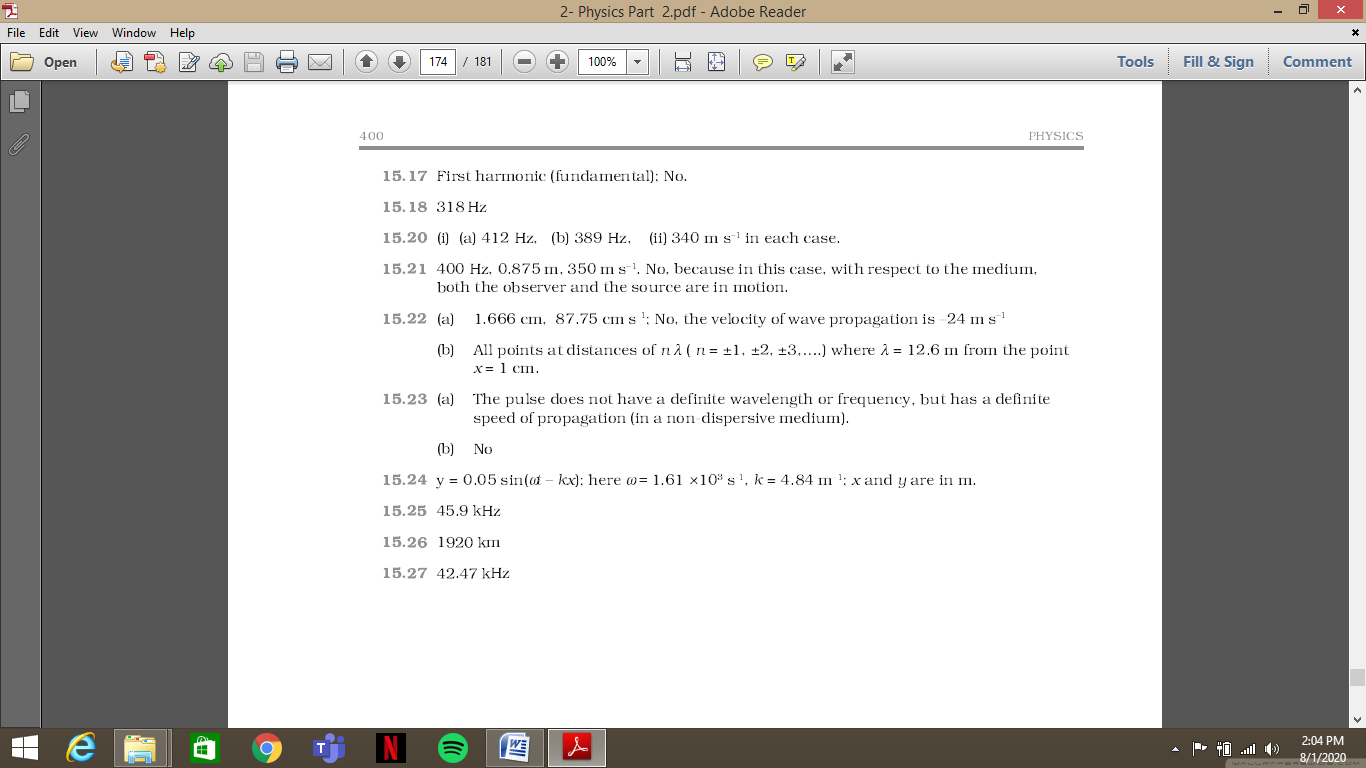 2- Physics Part 2.pdf - Adobe Reader
File Edit View Window Help
Open 174 / 181 100% Tools Fill & Sign Comment
400 PHYSICS
15.17 First harmonic (fundamental); No.
15.18 318 Hz
15.20 (i) (a) 412 Hz, (b) 389 Hz, (ii) 340 m s⁻¹ in each case.
15.21 400 Hz, 0.875 m, 350 m s⁻¹. No, because in this case, with respect to the medium,
both the observer and the source are in motion.
15.22 (a) 1.666 cm, 87.75 cm s⁻¹; No, the velocity of wave propagation is –24 m s⁻¹
(b) All points at distances of n λ ( n = ±1, ±2, ±3,....) where λ = 12.6 m from the point
x = 1 cm.
15.23 (a) The pulse does not have a definite wavelength or frequency, but has a definite
speed of propagation (in a non-dispersive medium).
(b) No
15.24 y = 0.05 sin(ωt – kx); here ω = 1.61 ×10³ s⁻¹, k = 4.84 m⁻¹; x and y are in m.
15.25 45.9 kHz
15.26 1920 km
15.27 42.47 kHz
2:04 PM
8/1/2020